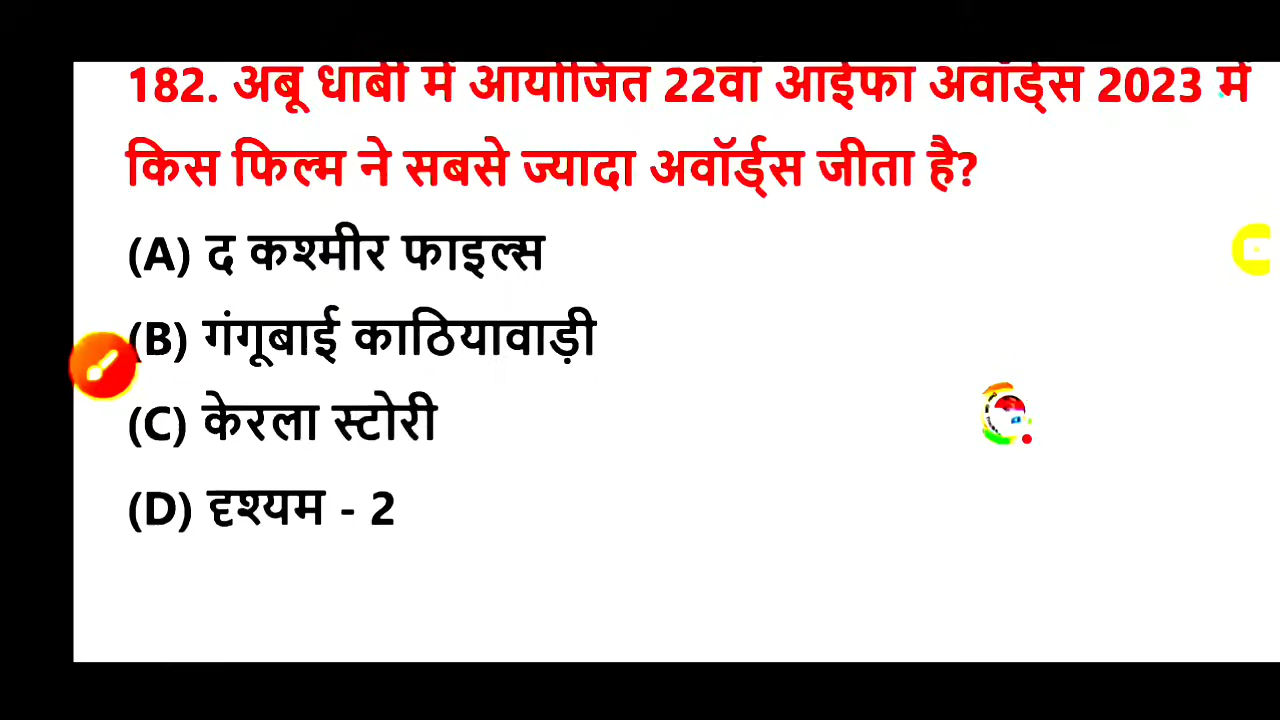 182. अबू धाबी में आयोजित 22वां आईफा अवॉर्ड्स 2023 में
किस फिल्म ने सबसे ज्यादा अवॉर्ड्स जीता है?
(A) द कश्मीर फाइल्स
(B) गंगूबाई काठियावाड़ी
(C) केरला स्टोरी
(D) दृश्यम - 2